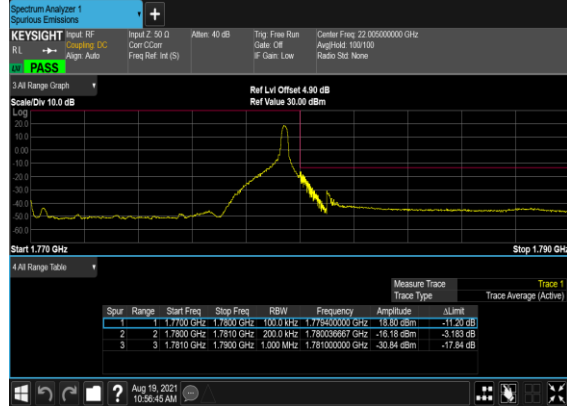 Spectrum Analyzer 1
Spurious Emissions
+
KEYSIGHT Input: RF Input Z: 50 Ω Atten: 40 dB Trig: Free Run Center Freq: 22.005000000 GHz
RL Coupling: DC Corr CCorr Gate: Off Avg|Hold: 100/100
Align: Auto Freq Ref: Int (S) IF Gain: Low Radio Std: None
PASS
3 All Range Graph
Ref Lvl Offset 4.90 dB
Scale/Div 10.0 dB Ref Value 30.00 dBm
Log
20.0
10.0
0.00
-10.0
-20.0
-30.0
-40.0
-50.0
-60.0
Start 1.770 GHz Stop 1.790 GHz
4 All Range Table
Measure Trace Trace 1
Trace Type Trace Average (Active)
Spur Range Start Freq Stop Freq RBW Frequency Amplitude ΔLimit
1 1 1.7700 GHz 1.7800 GHz 100.0 kHz 1.779400000 GHz 18.80 dBm -11.20 dB
2 2 1.7800 GHz 1.7810 GHz 200.0 kHz 1.780036667 GHz -16.18 dBm -3.183 dB
3 3 1.7810 GHz 1.7900 GHz 1.000 MHz 1.781000000 GHz -30.84 dBm -17.84 dB
? Aug 19, 2021
10:56:45 AM